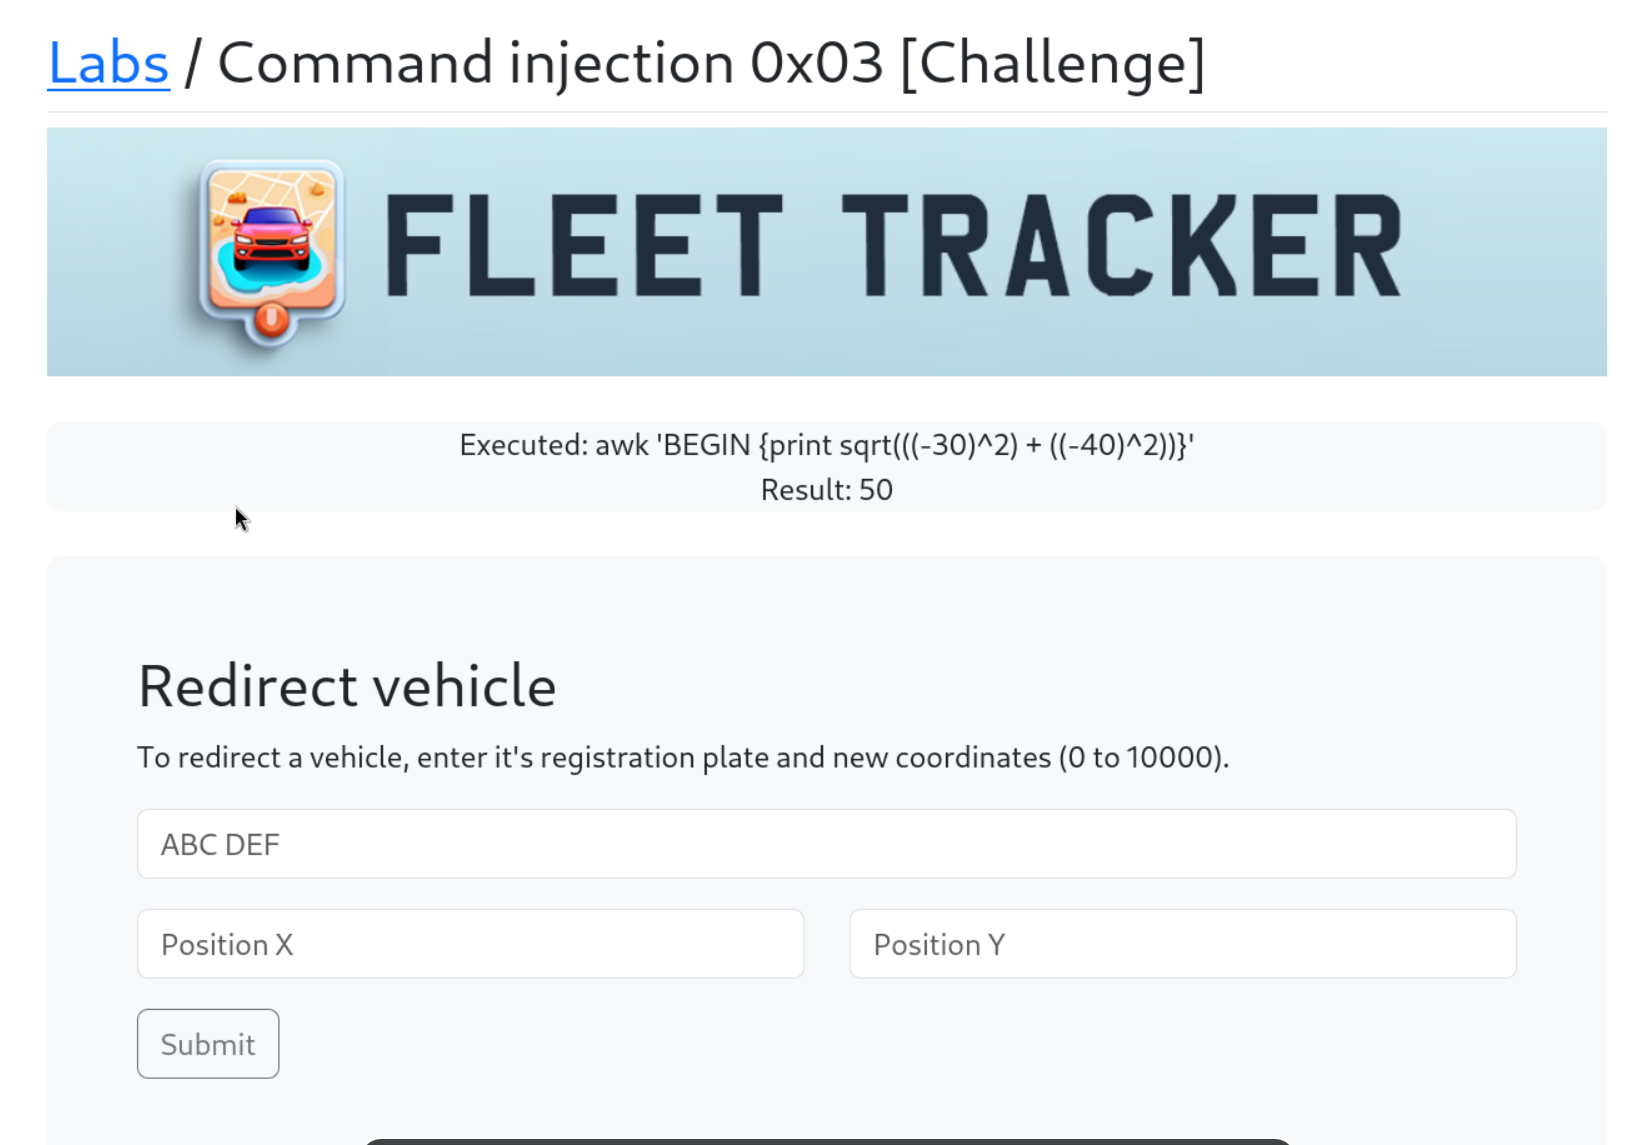 Labs / Command injection 0x03 [Challenge]
FLEET TRACKER
Executed: awk 'BEGIN {print sqrt(((-30)^2) + ((-40)^2))}'
Result: 50
Redirect vehicle
To redirect a vehicle, enter it's registration plate and new coordinates (0 to 10000).
ABC DEF
Position X
Position Y
Submit